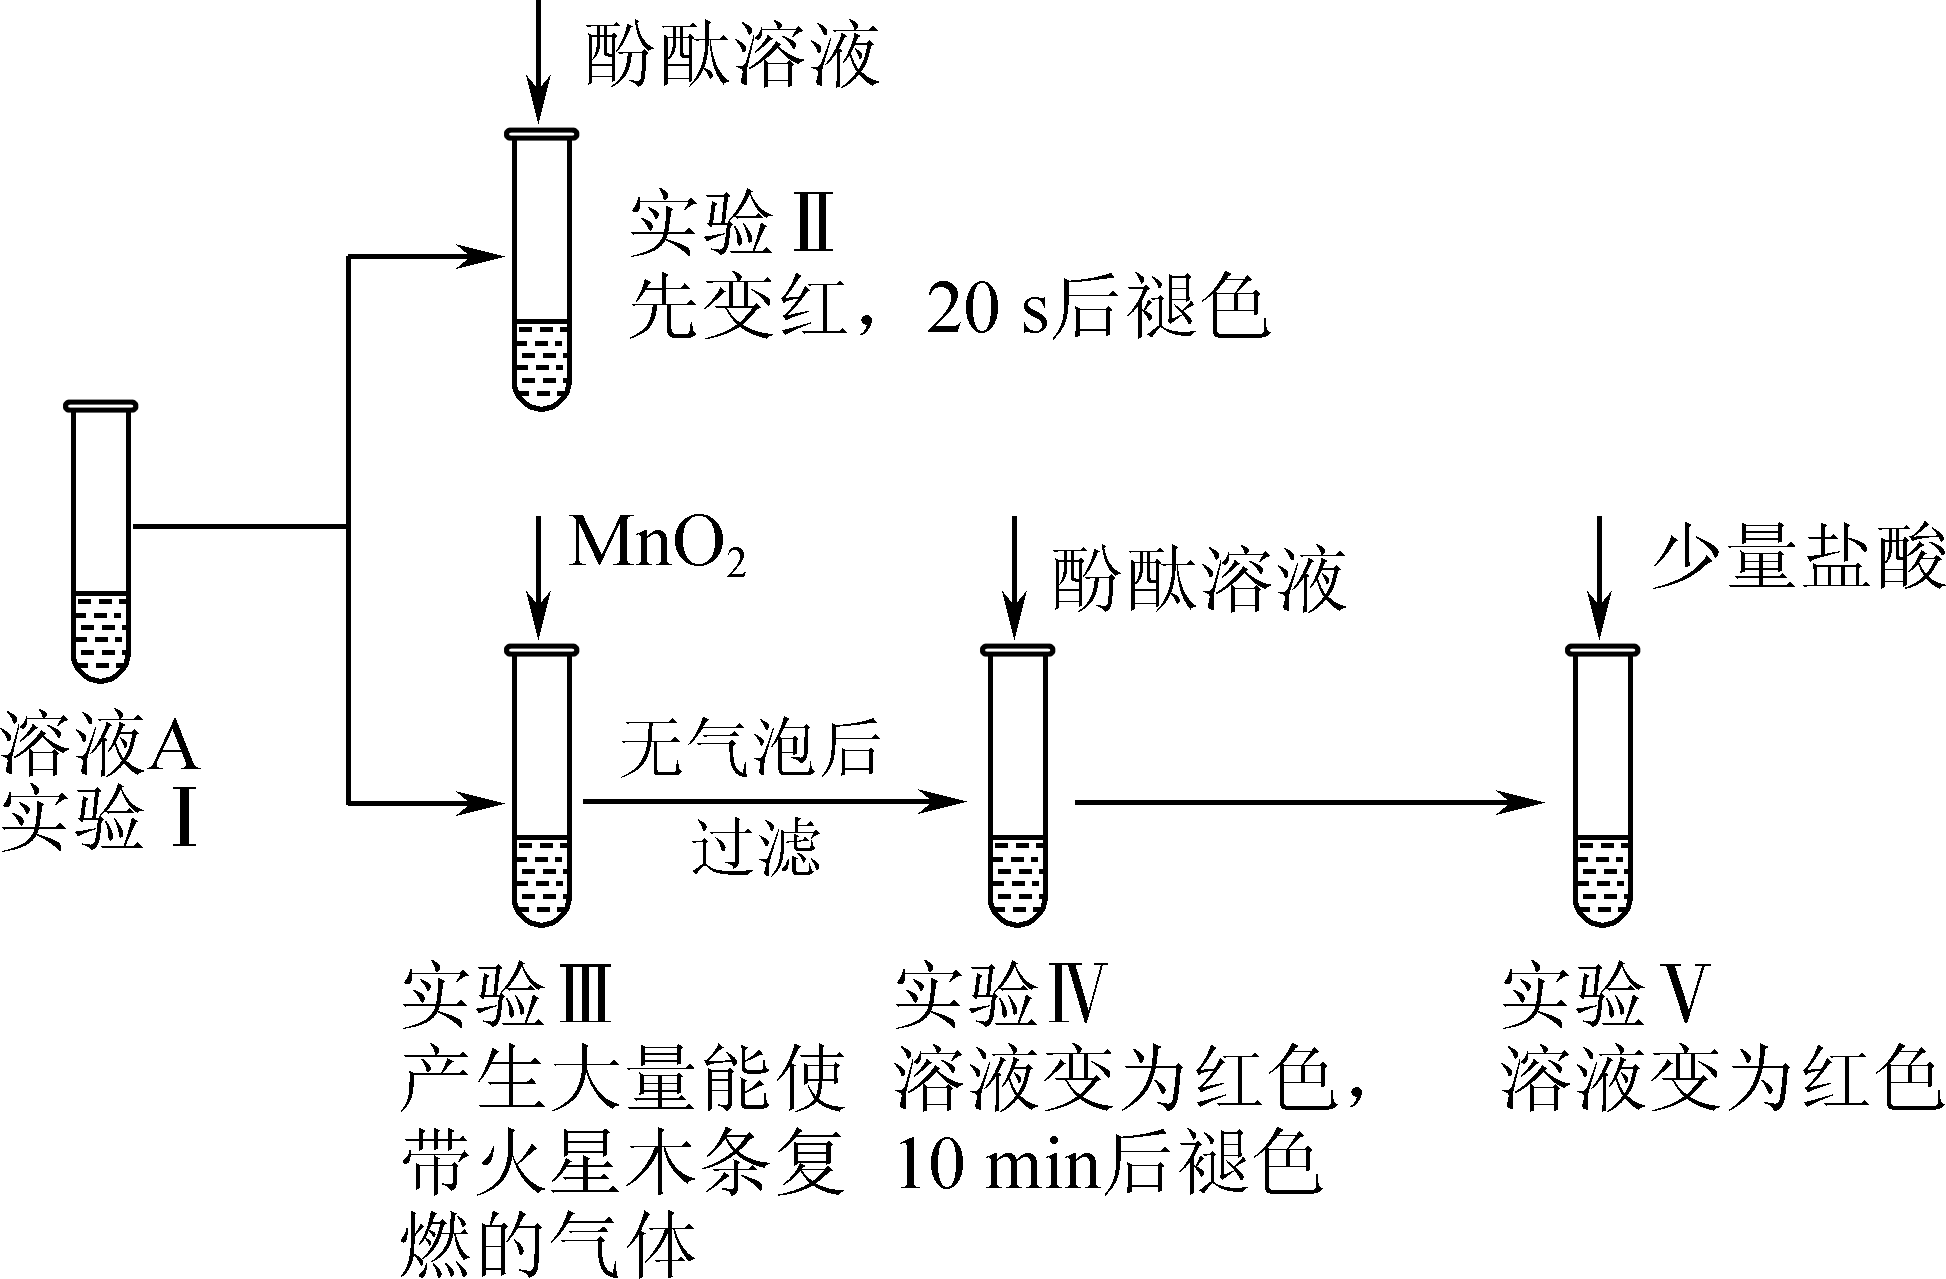 酚酞溶液
实验Ⅱ
先变红，20 s后褪色
溶液A
实验Ⅰ
MnO₂
酚酞溶液
少量盐酸
无气泡后
过滤
实验Ⅲ
产生大量能使
带火星木条复
燃的气体
实验Ⅳ
溶液变为红色，
10 min后褪色
实验Ⅴ
溶液变为红色